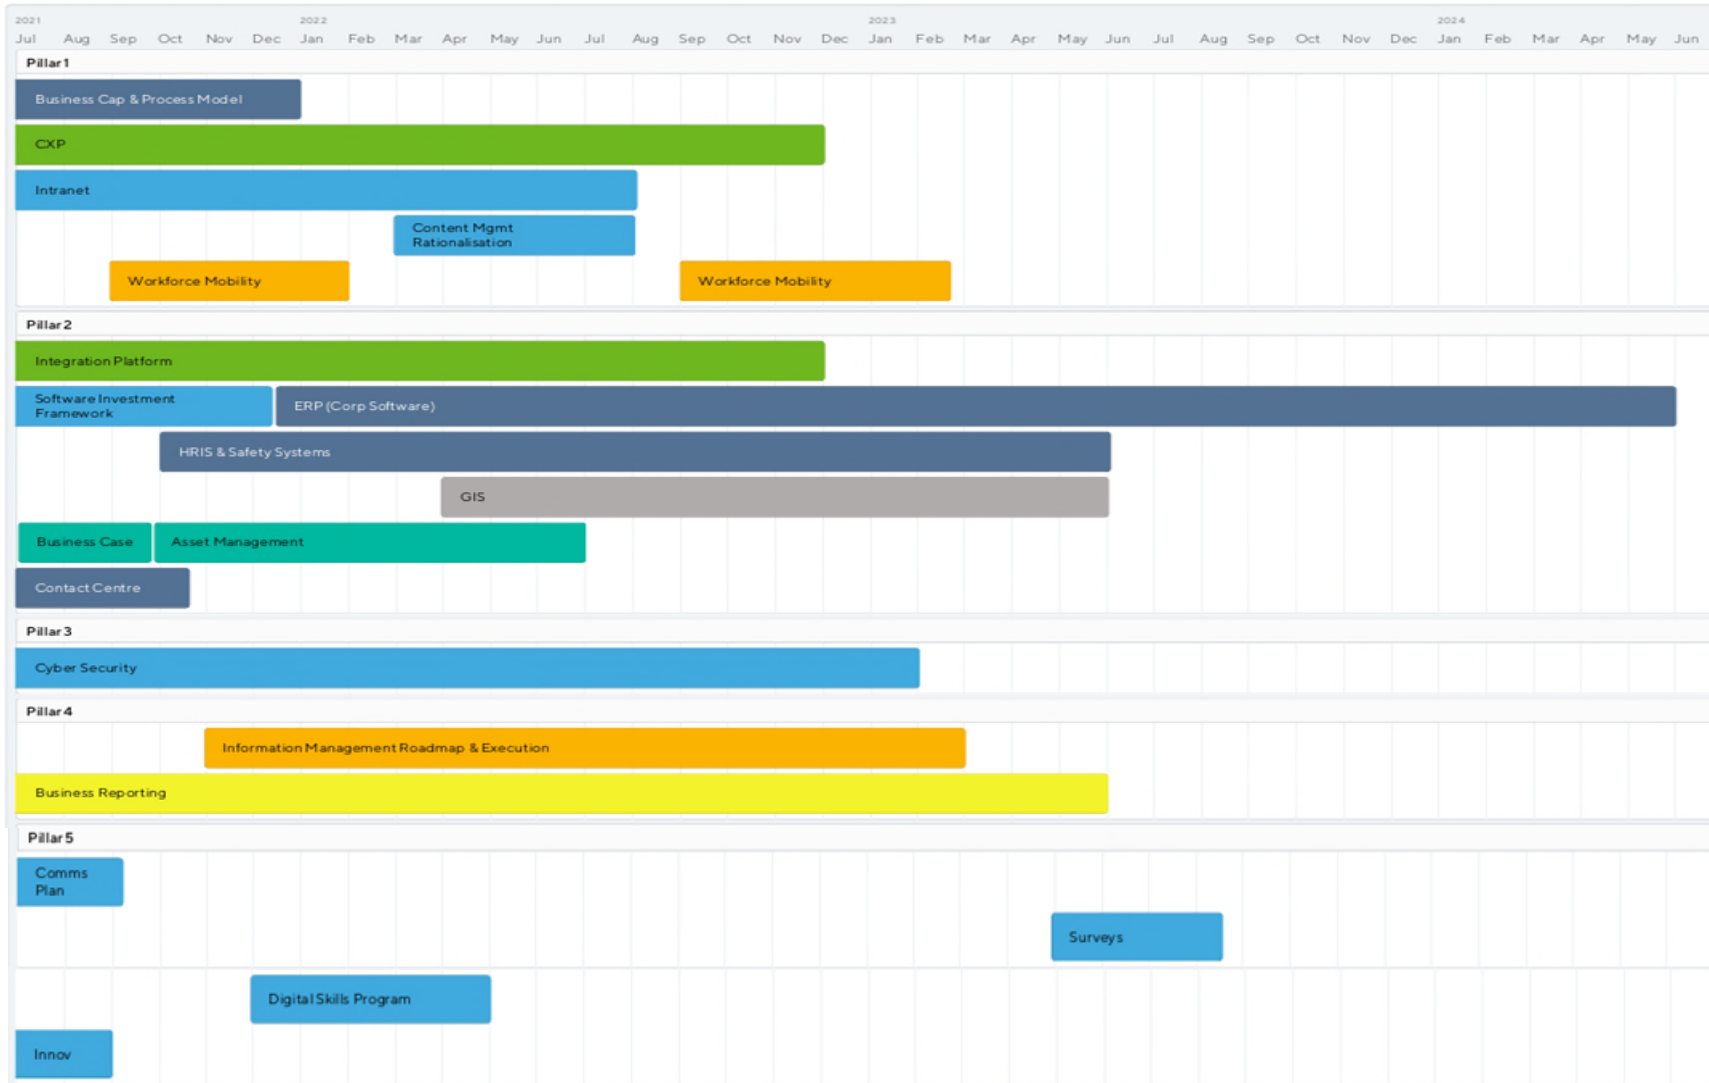 2021 2022 2023 2024
Jul Aug Sep Oct Nov Dec Jan Feb Mar Apr May Jun Jul Aug Sep Oct Nov Dec Jan Feb Mar Apr May Jun Jul Aug Sep Oct Nov Dec Jan Feb Mar Apr May Jun
Pillar 1
Business Cap & Process Model
CXP
Intranet
Content Mgmt
Rationalisation
Workforce Mobility Workforce Mobility
Pillar 2
Integration Platform
Software Investment
Framework
ERP (Corp Software)
HRIS & Safety Systems
GIS
Business Case Asset Management
Contact Centre
Pillar 3
Cyber Security
Pillar 4
Information Management Roadmap & Execution
Business Reporting
Pillar 5
Comms
Plan
Surveys
Digital Skills Program
Innov